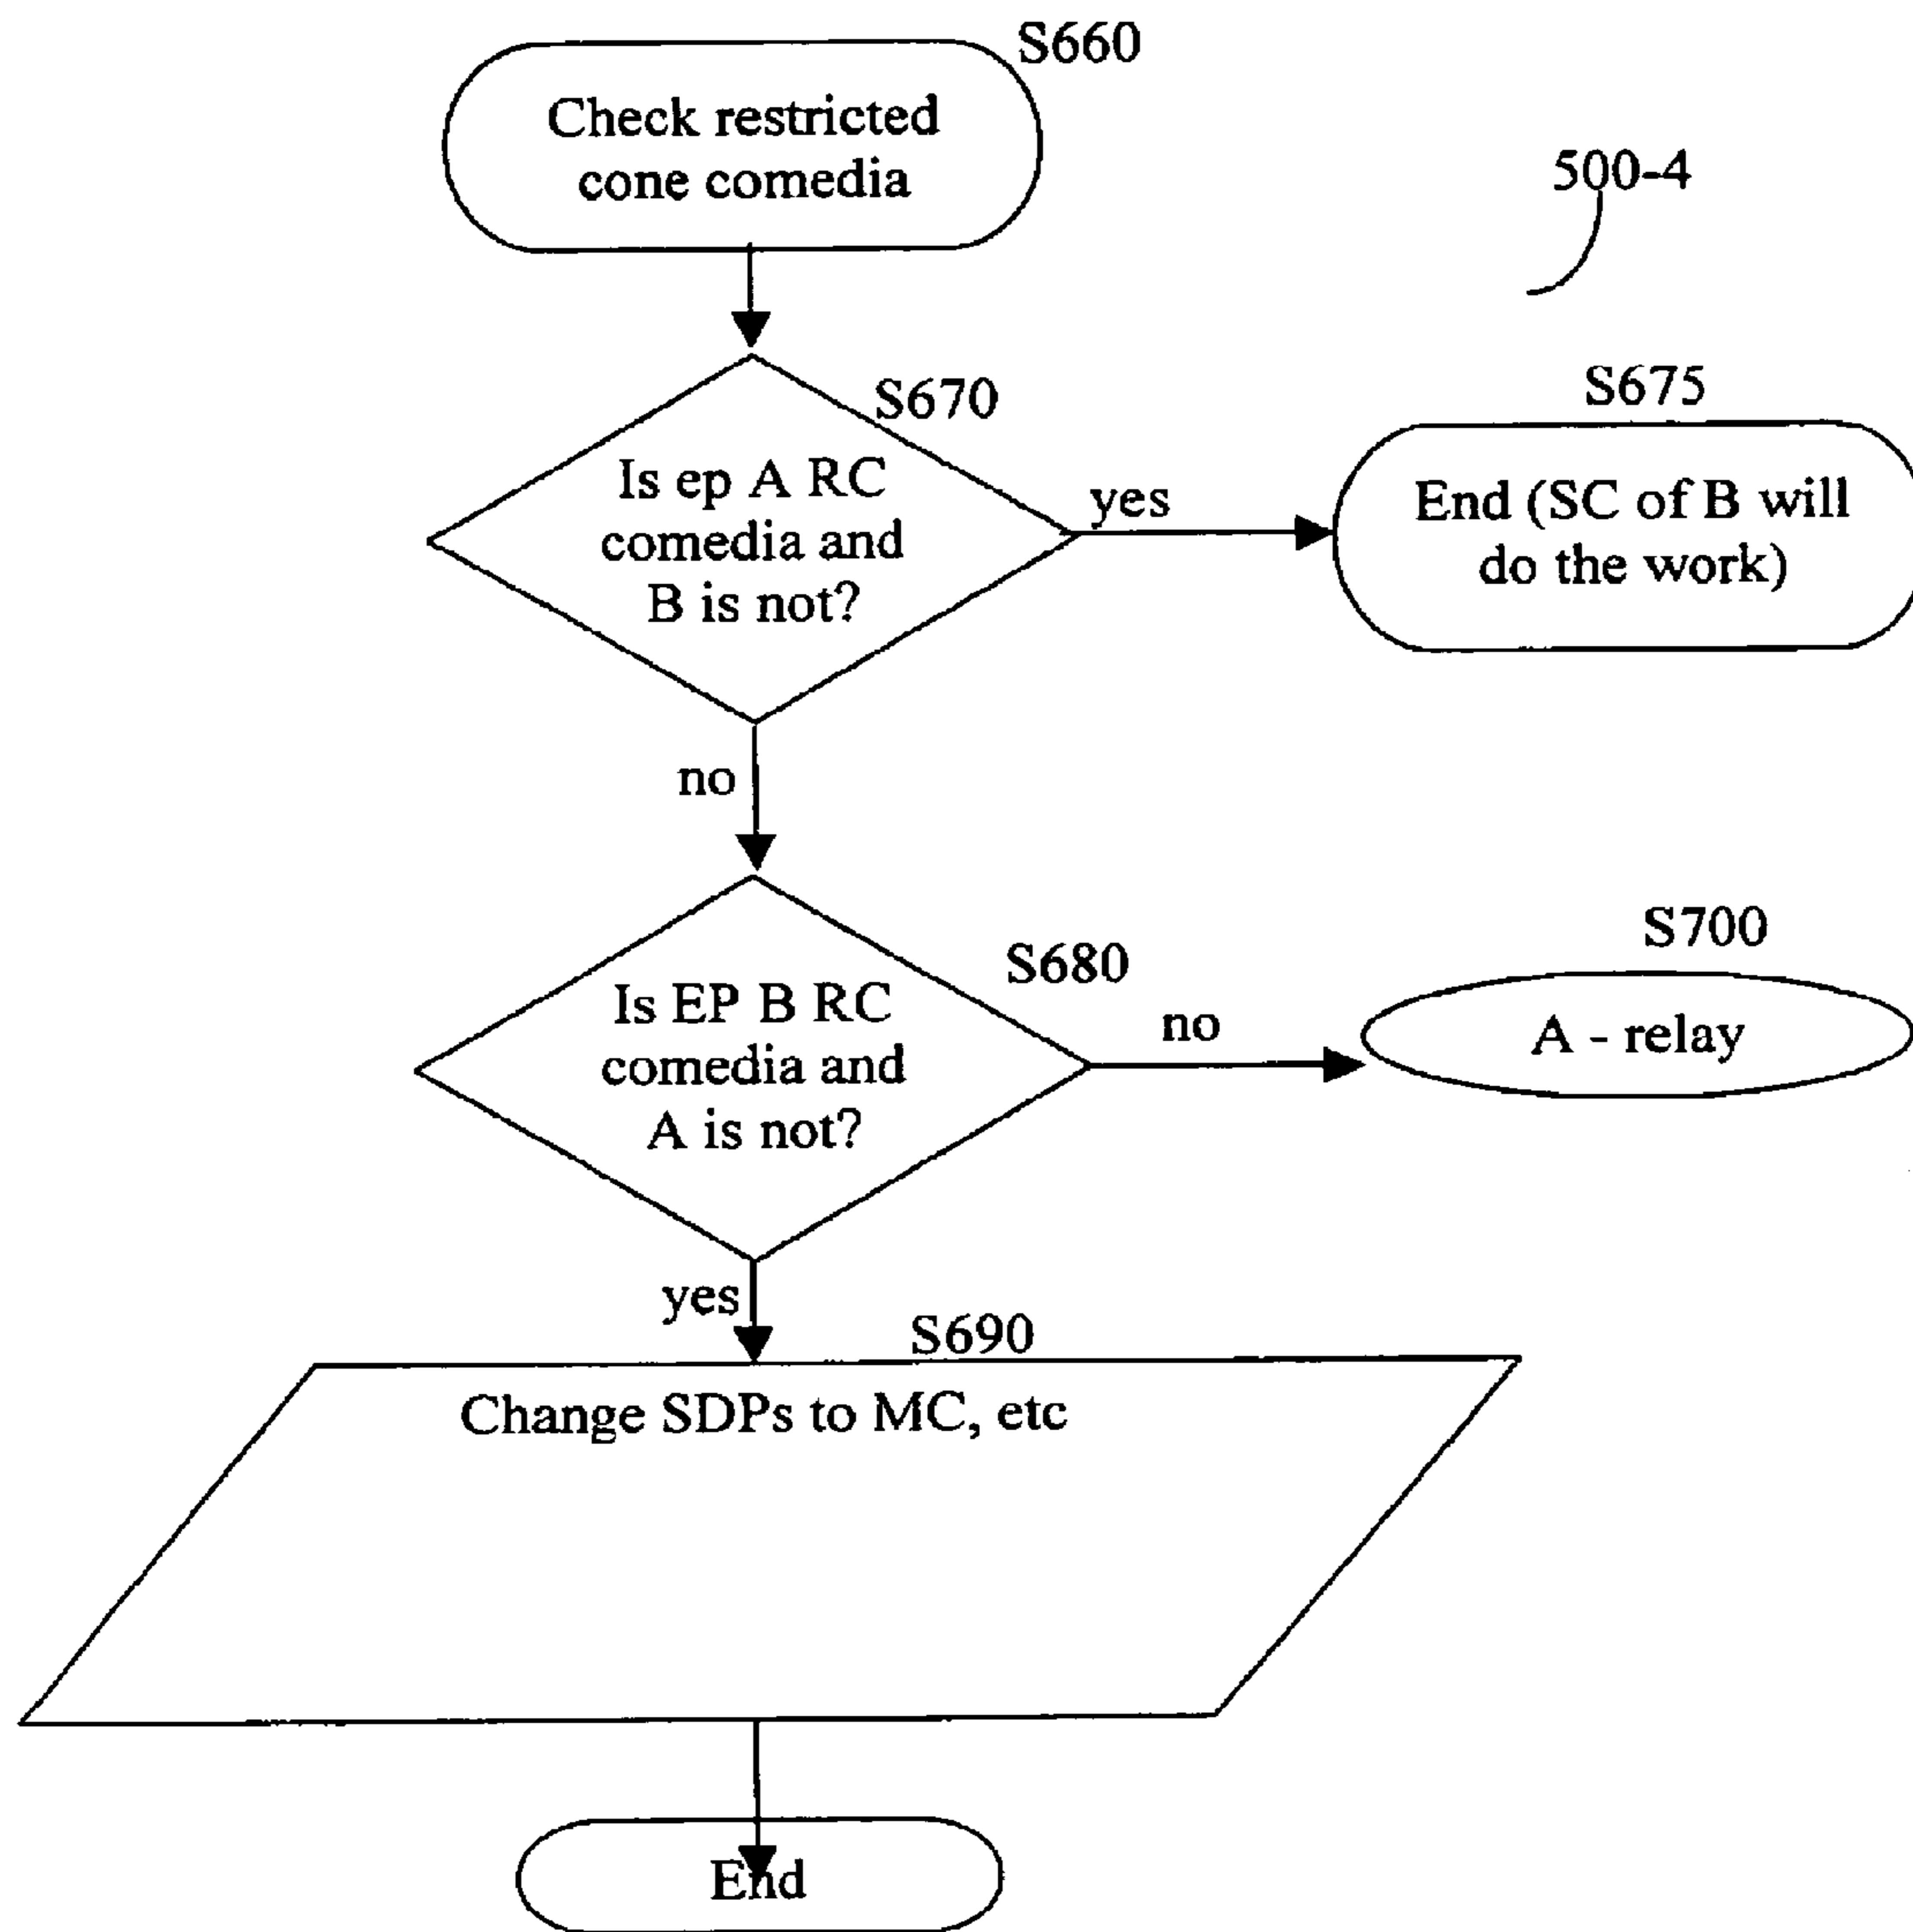 S660
Check restricted
cone comedia
500-4
S670
Is ep A RC
comedia and
B is not?
yes
S675
End (SC of B will
do the work)
no
S680
Is EP B RC
comedia and
A is not?
no
S700
A - relay
yes
S690
Change SDPs to MC, etc
End